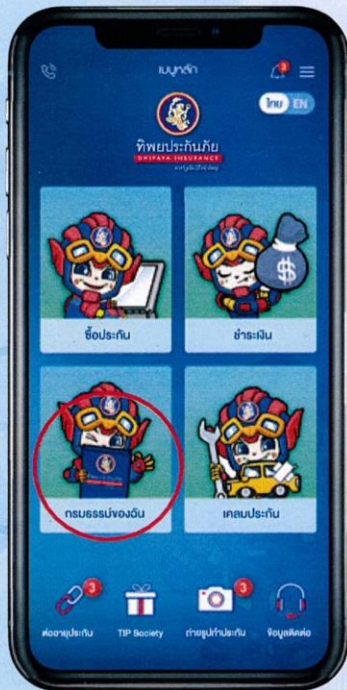 เมนูหลัก
3
ไทย EN
ทิพยประกันภัย
DHIPAYA INSURANCE
ซื้อประกัน
$
ชำระเงิน
กรมธรรม์ของฉัน
เคลมประกัน
3
3
ต่ออายุประกัน
TIP Society
ถ่ายรูปทำประกัน
ข้อมูลติดต่อ